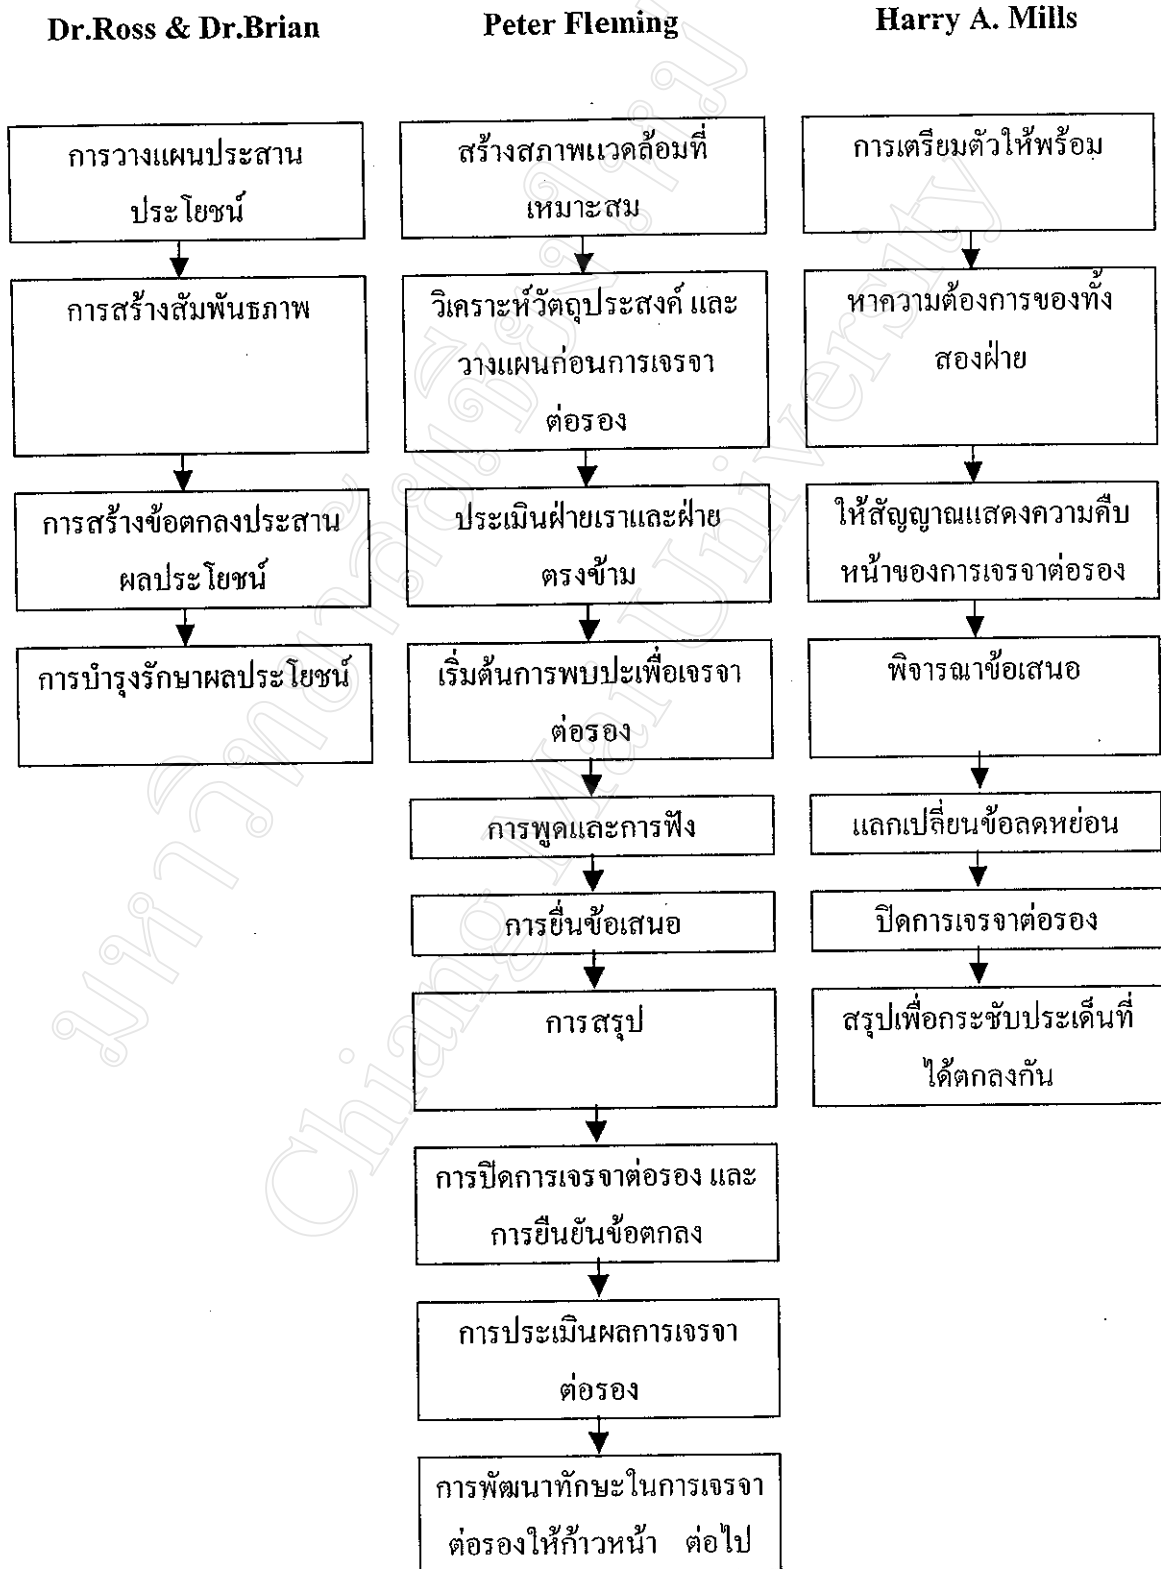 Dr.Ross & Dr.Brian
การวางแผนประสาน
ประโยชน์
การสร้างสัมพันธภาพ
การสร้างข้อตกลงประสาน
ผลประโยชน์
การบำรุงรักษาผลประโยชน์
Peter Fleming
สร้างสภาพแวดล้อมที่
เหมาะสม
วิเคราะห์วัตถุประสงค์ และ
วางแผนก่อนการเจรจา
ต่อรอง
ประเมินฝ่ายเราและฝ่าย
ตรงข้าม
เริ่มต้นการพบปะเพื่อเจรจา
ต่อรอง
การพูดและการฟัง
การยื่นข้อเสนอ
การสรุป
การปิดการเจรจาต่อรอง และ
การยืนยันข้อตกลง
การประเมินผลการเจรจา
ต่อรอง
การพัฒนาทักษะในการเจรจา
ต่อรองให้ก้าวหน้า ต่อไป
Harry A. Mills
การเตรียมตัวให้พร้อม
หาความต้องการของทั้ง
สองฝ่าย
ให้สัญญาณแสดงความคืบ
หน้าของการเจรจาต่อรอง
พิจารณาข้อเสนอ
แลกเปลี่ยนข้อลดหย่อน
ปิดการเจรจาต่อรอง
สรุปเพื่อกระชับประเด็นที่
ได้ตกลงกัน
มหาวิทยาลัยเชียงใหม่
Chiang Mai University